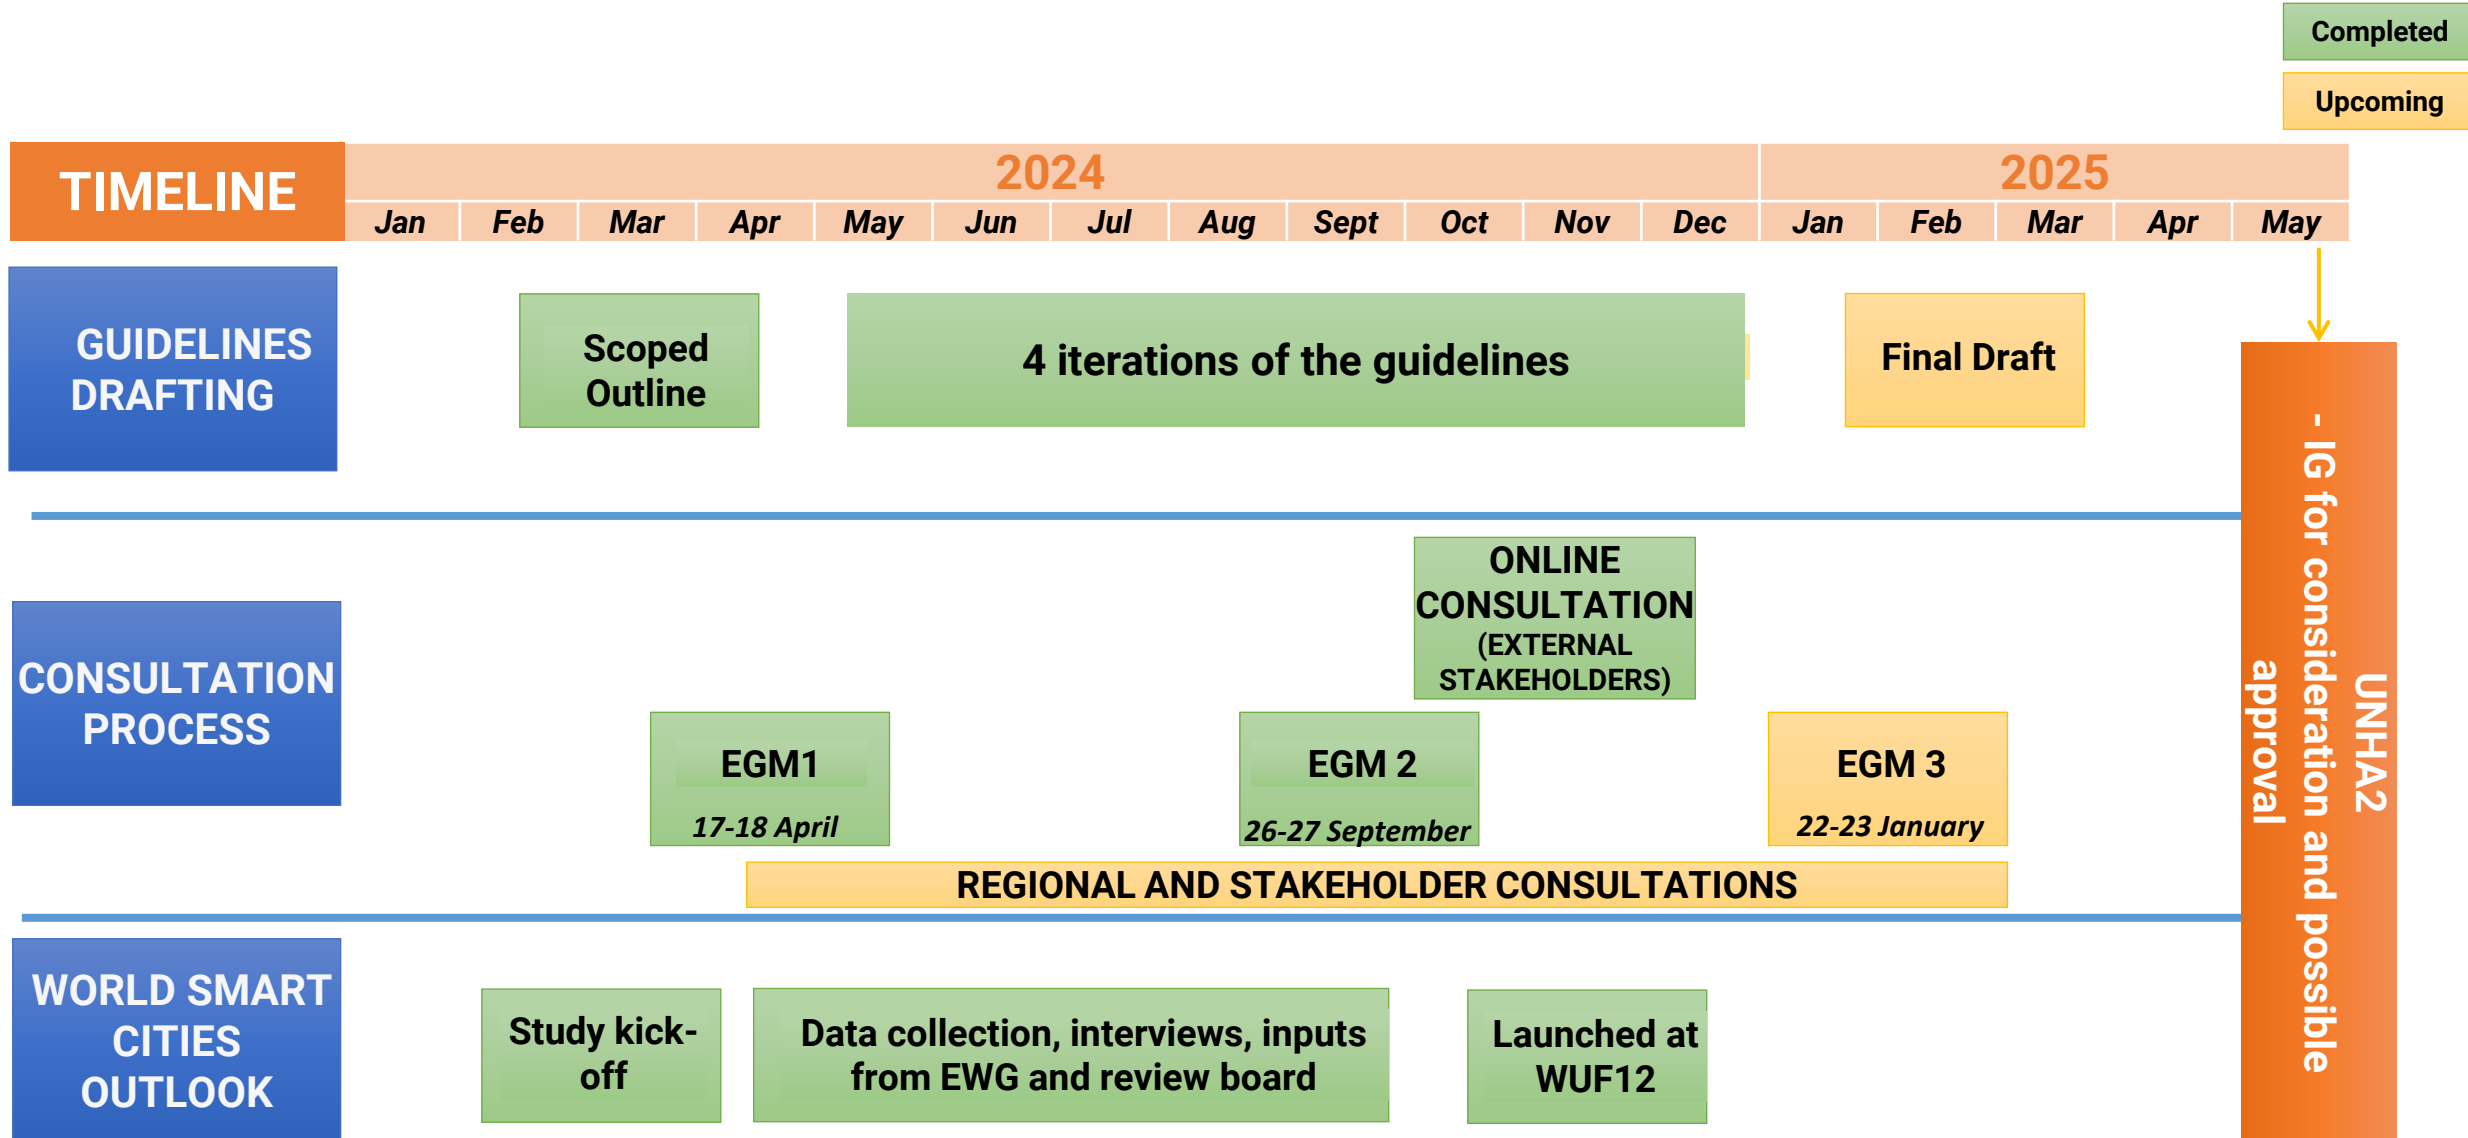 Completed
Upcoming
TIMELINE
2024
2025
Jan
Feb
Mar
Apr
May
Jun
Jul
Aug
Sept
Oct
Nov
Dec
Jan
Feb
Mar
Apr
May
GUIDELINES
DRAFTING
Scoped
Outline
4 iterations of the guidelines
Final Draft
CONSULTATION
PROCESS
ONLINE
CONSULTATION
(EXTERNAL
STAKEHOLDERS)
EGM1
17-18 April
EGM 2
26-27 September
EGM 3
22-23 January
REGIONAL AND STAKEHOLDER CONSULTATIONS
WORLD SMART
CITIES
OUTLOOK
Study kick-
off
Data collection, interviews, inputs
from EWG and review board
Launched at
WUF12
UNHA2
- IG for consideration and possible
approval